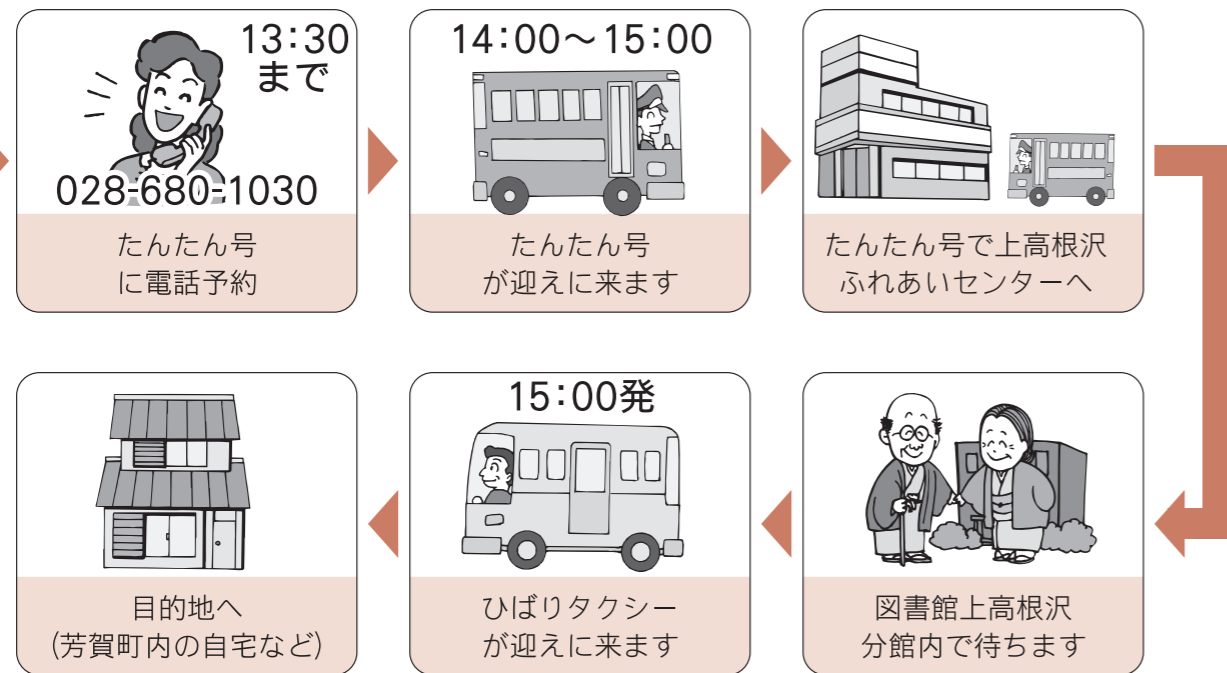 13:30
まで
028-680-1030
たんたん号
に電話予約
14:00～15:00
たんたん号
が迎えに来ます
たんたん号で上高根沢
ふれあいセンターへ
図書館上高根沢
分館内で待ちます
15:00発
ひばりタクシー
が迎えに来ます
目的地へ
(芳賀町内の自宅など)